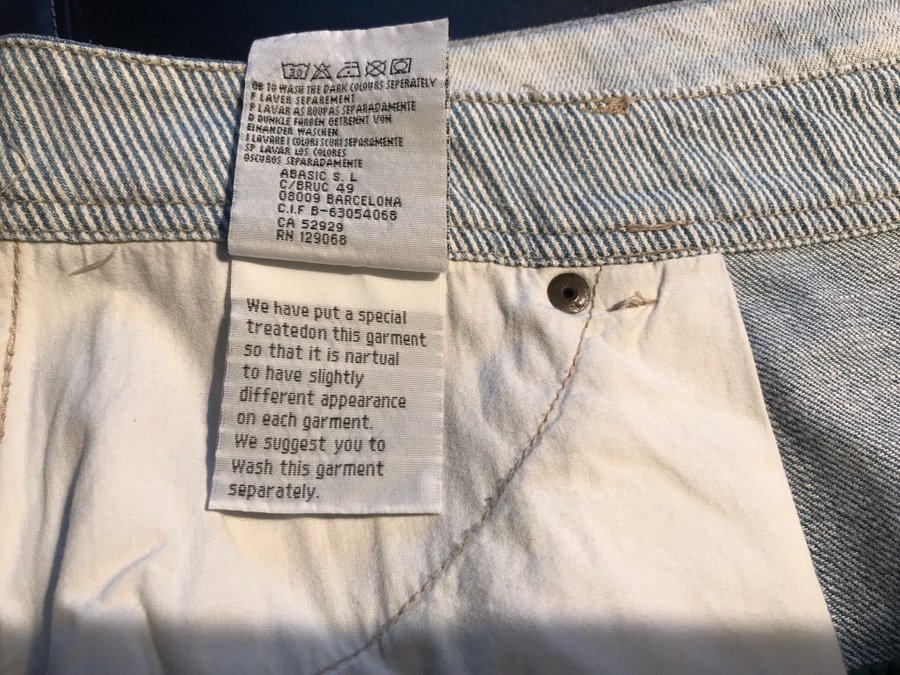 30
GB TO WASH THE DARK COLOURS SEPERATELY
F LAVER SEPAREMENT
P LAVAR AS ROUPAS SEPARADAMENTE
D DUNKLE FARBEN GETRENNT VON
EINANDER WASCHEN
I LAVARE I COLORI SCURI SEPARAMENTE
SP LAVAR LOS COLORES
OSCUROS SEPARADAMENTE
ABASIC S. L
C/BRUC 49
08009 BARCELONA
C.I.F B-63054068
CA 52929
RN 129068
We have put a special
treatedon this garment
so that it is nartual
to have slightly
different appearance
on each garment.
We suggest you to
Wash this garment
separately.